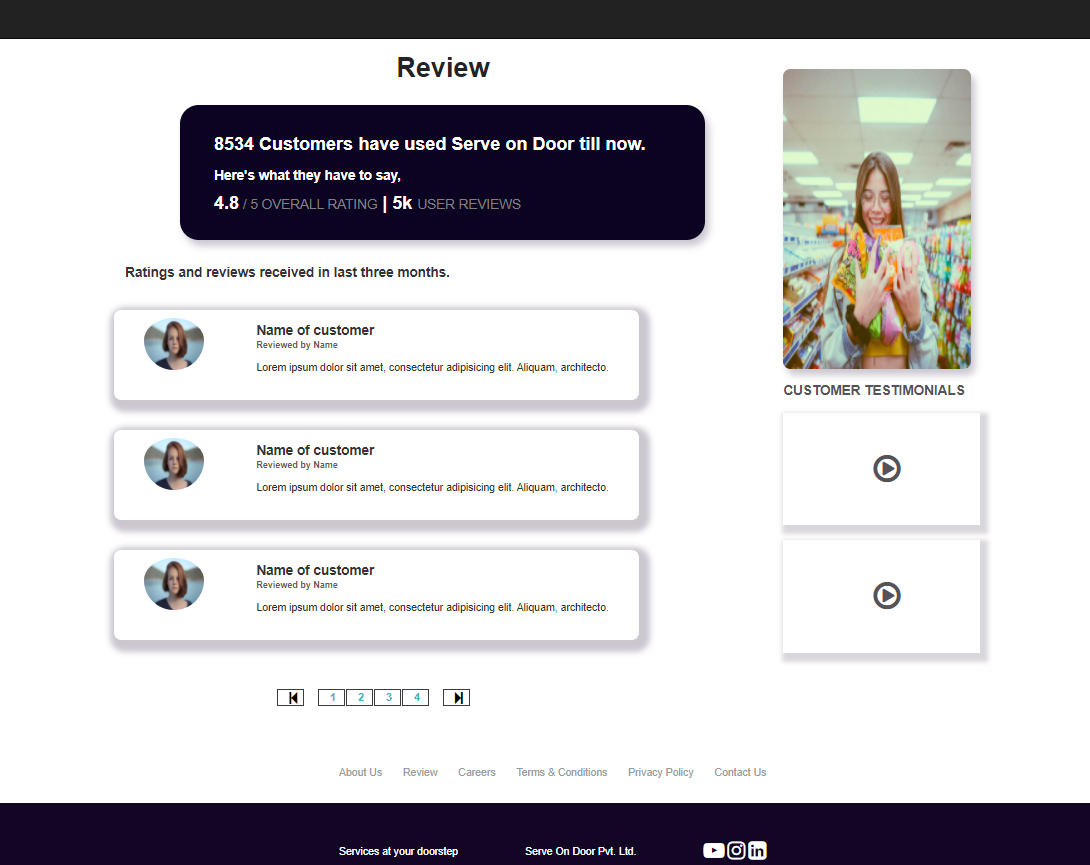 Review
8534 Customers have used Serve on Door till now.
Here's what they have to say,
4.8 / 5 OVERALL RATING | 5k USER REVIEWS
Ratings and reviews received in last three months.
Name of customer
Reviewed by Name
Lorem ipsum dolor sit amet, consectetur adipisicing elit. Aliquam, architecto.
Name of customer
Reviewed by Name
Lorem ipsum dolor sit amet, consectetur adipisicing elit. Aliquam, architecto.
Name of customer
Reviewed by Name
Lorem ipsum dolor sit amet, consectetur adipisicing elit. Aliquam, architecto.
1 2 3 4
CUSTOMER TESTIMONIALS
About Us Review Careers Terms & Conditions Privacy Policy Contact Us
Services at your doorstep Serve On Door Pvt. Ltd.